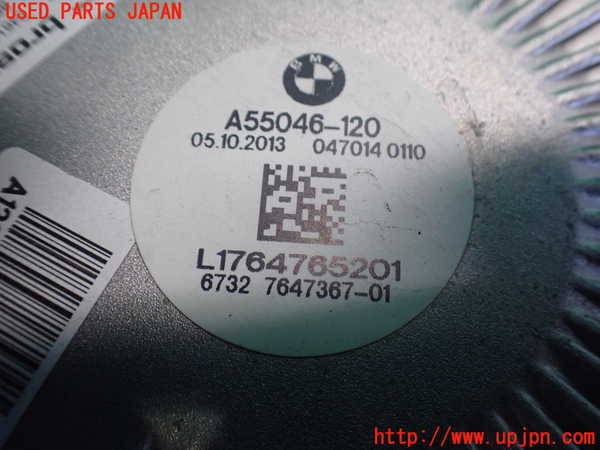 USED PARTS JAPAN
BMW
A55046-120
05.10.2013 047014 0110
L1764765201
6732 7647367-01
http://www.upjpn.com